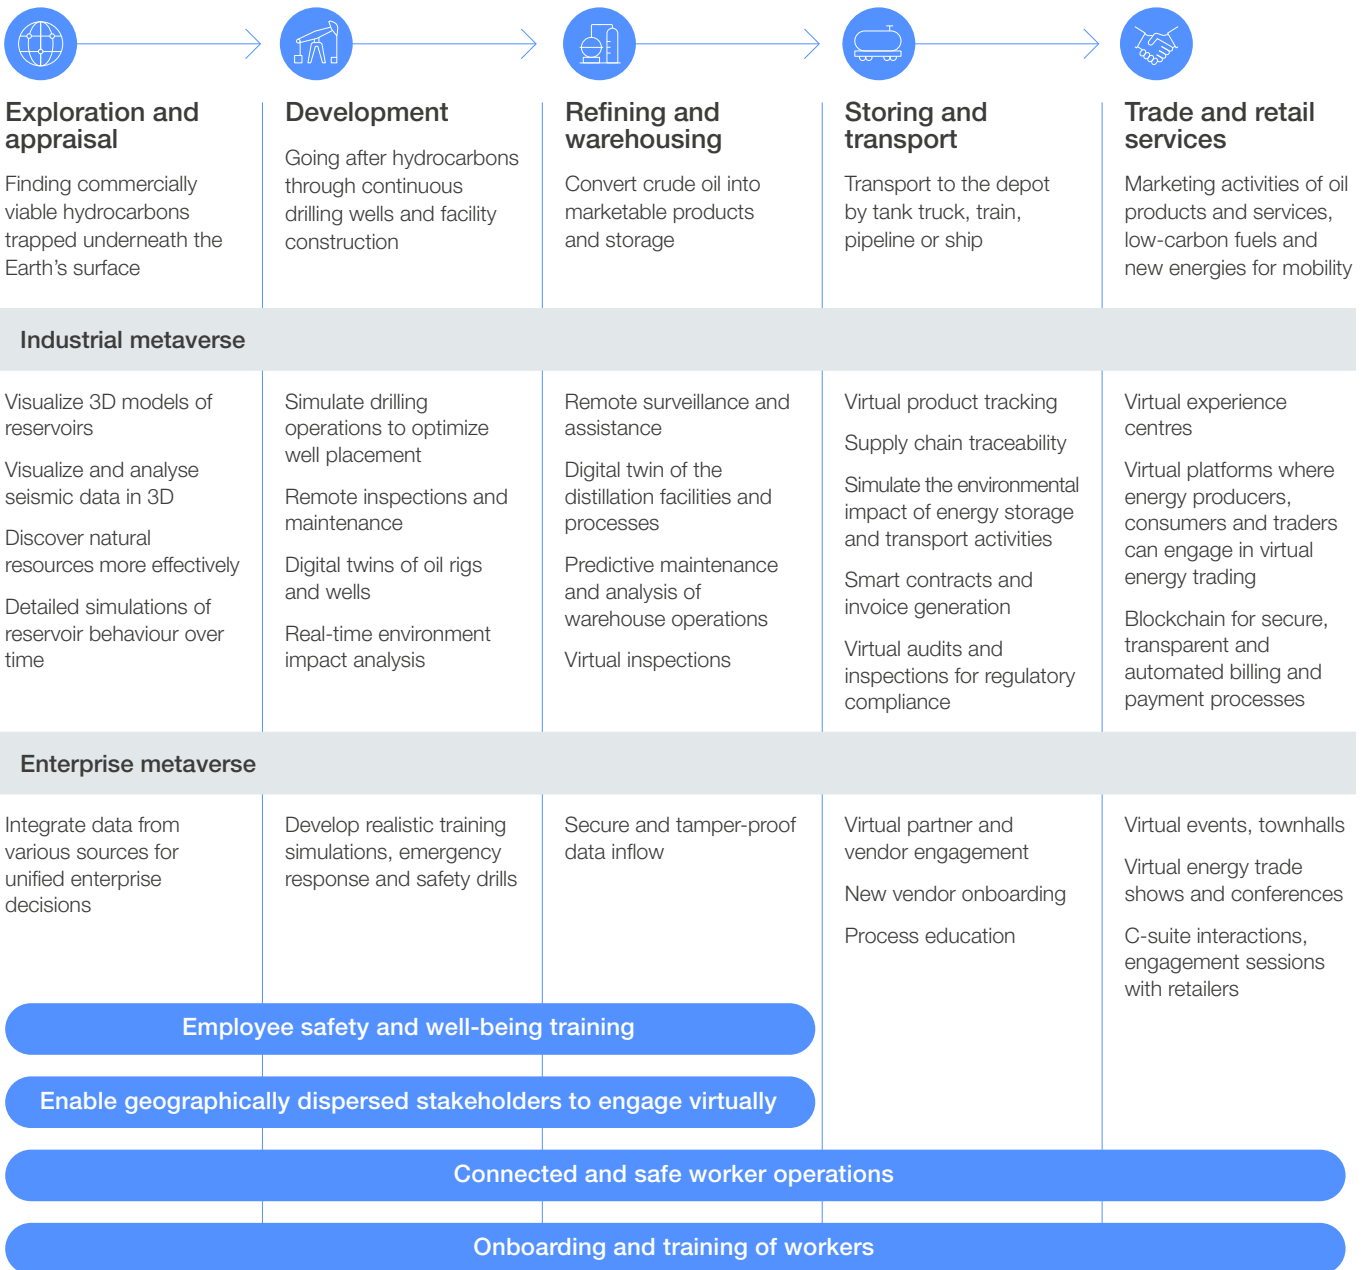 Exploration and
appraisal
Finding commercially
viable hydrocarbons
trapped underneath the
Earth’s surface
Development
Going after hydrocarbons
through continuous
drilling wells and facility
construction
Refining and
warehousing
Convert crude oil into
marketable products
and storage
Storing and
transport
Transport to the depot
by tank truck, train,
pipeline or ship
Trade and retail
services
Marketing activities of oil
products and services,
low-carbon fuels and
new energies for mobility
Industrial metaverse
Visualize 3D models of
reservoirs
Visualize and analyse
seismic data in 3D
Discover natural
resources more effectively
Detailed simulations of
reservoir behaviour over
time
Simulate drilling
operations to optimize
well placement
Remote inspections and
maintenance
Digital twins of oil rigs
and wells
Real-time environment
impact analysis
Remote surveillance and
assistance
Digital twin of the
distillation facilities and
processes
Predictive maintenance
and analysis of
warehouse operations
Virtual inspections
Virtual product tracking
Supply chain traceability
Simulate the environmental
impact of energy storage
and transport activities
Smart contracts and
invoice generation
Virtual audits and
inspections for regulatory
compliance
Virtual experience
centres
Virtual platforms where
energy producers,
consumers and traders
can engage in virtual
energy trading
Blockchain for secure,
transparent and
automated billing and
payment processes
Enterprise metaverse
Integrate data from
various sources for
unified enterprise
decisions
Develop realistic training
simulations, emergency
response and safety drills
Secure and tamper-proof
data inflow
Virtual partner and
vendor engagement
New vendor onboarding
Process education
Virtual events, townhalls
Virtual energy trade
shows and conferences
C-suite interactions,
engagement sessions
with retailers
Employee safety and well-being training
Enable geographically dispersed stakeholders to engage virtually
Connected and safe worker operations
Onboarding and training of workers